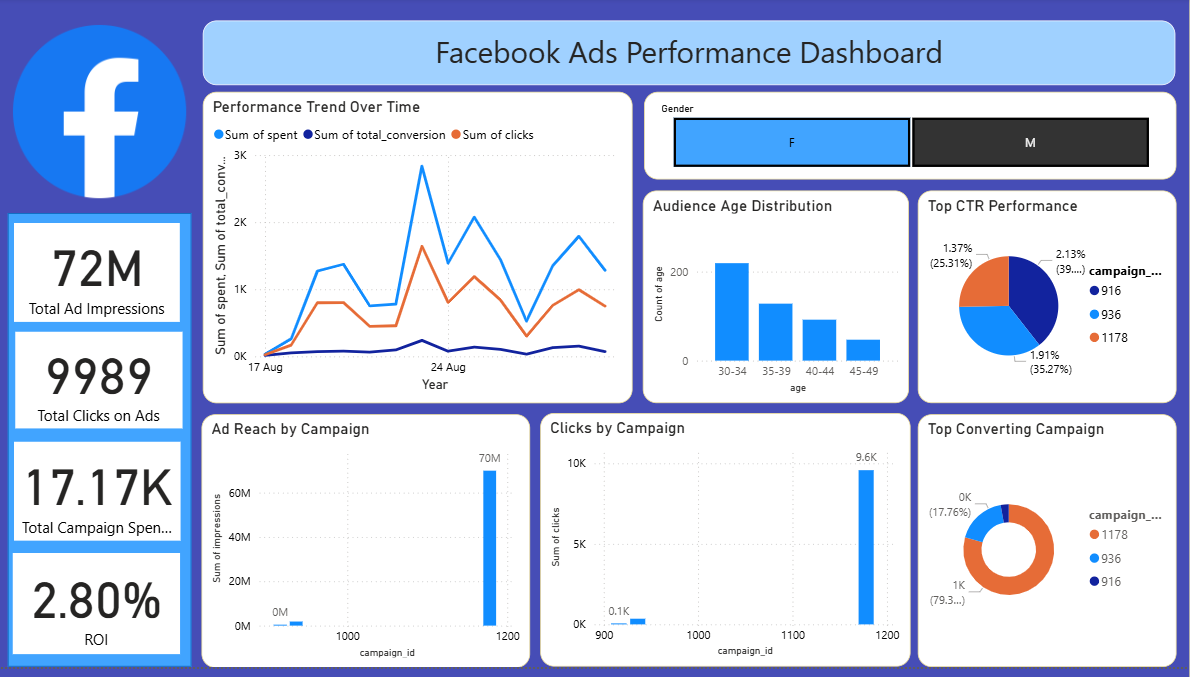 Facebook Ads Performance Dashboard
72M
Total Ad Impressions
9989
Total Clicks on Ads
17.17K
Total Campaign Spen...
2.80%
ROI
Performance Trend Over Time
Sum of spent Sum of total_conversion Sum of clicks
Sum of spent, Sum of total_conv...
3K
2K
1K
0K
17 Aug 24 Aug
Year
Gender
F M
Audience Age Distribution
Count of age
200
0
30-34 35-39 40-44 45-49
age
Top CTR Performance
1.37%
(25.31%)
2.13%
(39....)
1.91%
(35.27%)
campaign_...
916
936
1178
Ad Reach by Campaign
Sum of impressions
60M
40M
20M
0M
70M
0M
1000 1200
campaign_id
Clicks by Campaign
Sum of clicks
10K
5K
0K
9.6K
0.1K
900 1000 1100 1200
campaign_id
Top Converting Campaign
0K
(17.76%)
1K
(79.3...)
campaign_...
1178
936
916